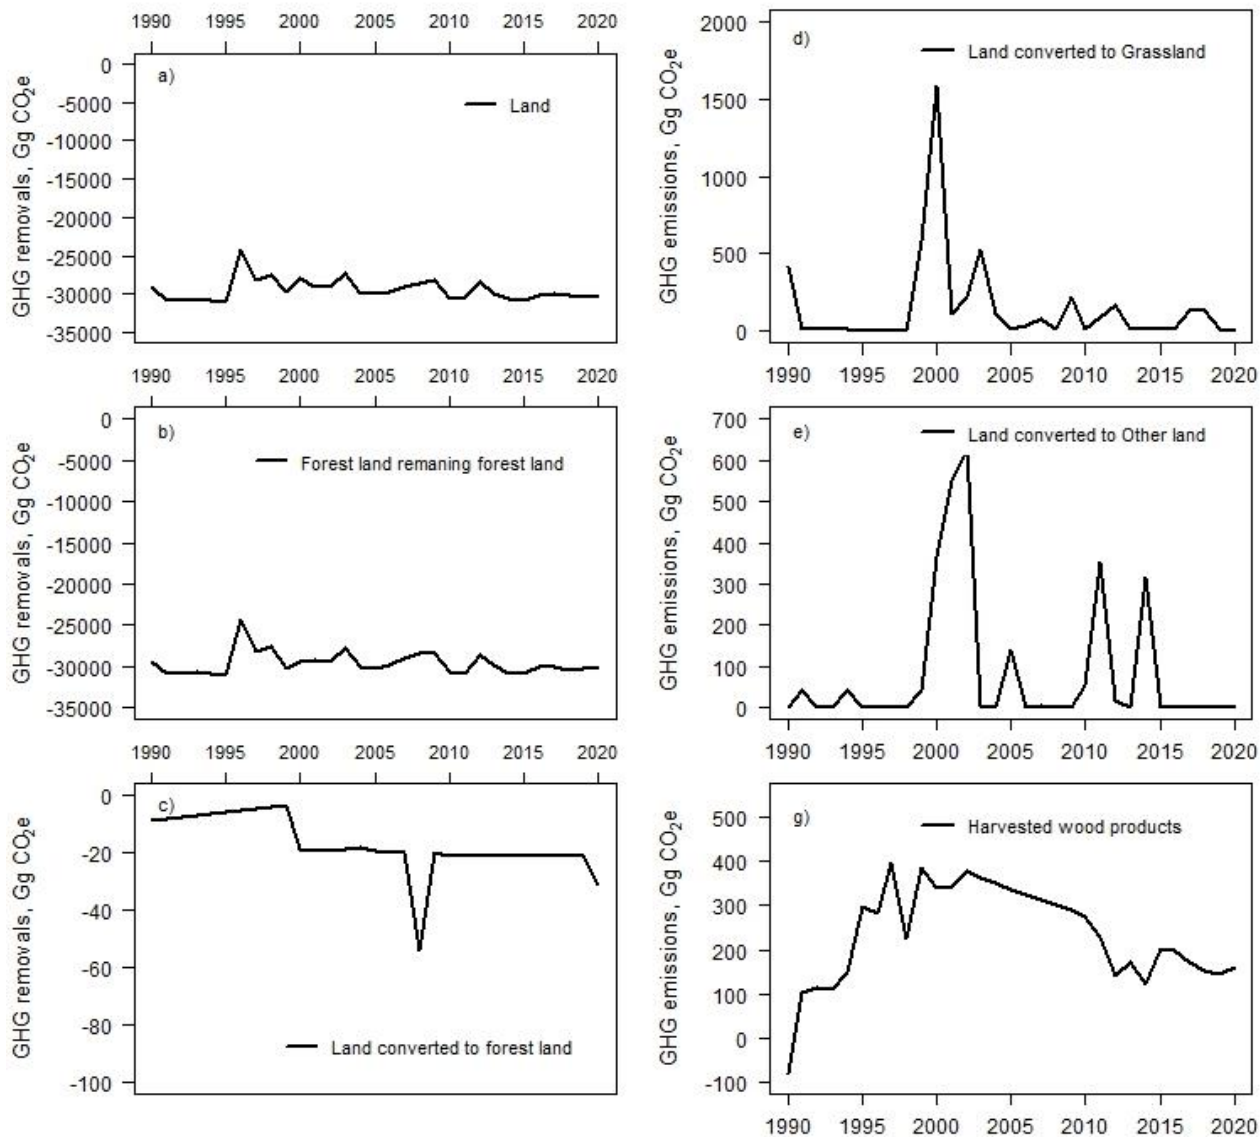 1990 1995 2000 2005 2010 2015 2020
GHG removals, Gg CO₂e
0
-5000
-10000
-15000
-20000
-25000
-30000
-35000
a)
Land
1990 1995 2000 2005 2010 2015 2020
GHG removals, Gg CO₂e
0
-5000
-10000
-15000
-20000
-25000
-30000
-35000
b)
Forest land remaning forest land
1990 1995 2000 2005 2010 2015 2020
GHG removals, Gg CO₂e
0
-20
-40
-60
-80
-100
c)
Land converted to forest land
GHG emissions, Gg CO₂e
2000
1500
1000
500
0
d)
Land converted to Grassland
1990 1995 2000 2005 2010 2015 2020
GHG emissions, Gg CO₂e
700
600
500
400
300
200
100
0
e)
Land converted to Other land
1990 1995 2000 2005 2010 2015 2020
GHG emissions, Gg CO₂e
500
400
300
200
100
0
-100
g)
Harvested wood products
1990 1995 2000 2005 2010 2015 2020